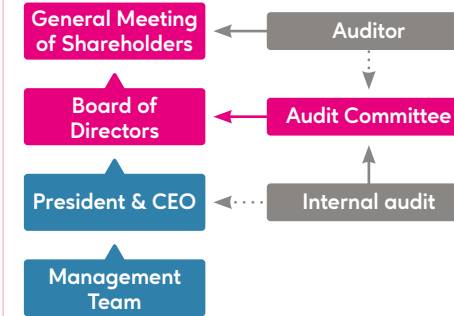 General Meeting
of Shareholders
Auditor
Board of
Directors
Audit Committee
President & CEO
Internal audit
Management
Team